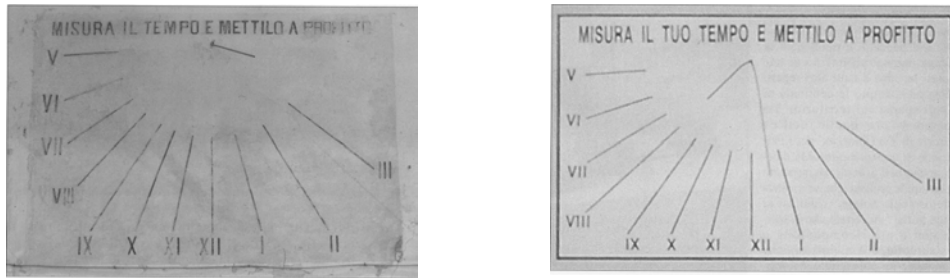 MISURA IL TEMPO E METTILO A PROFITTO
V
VI
VII
VIII
IX X XI XII I II
III
MISURA IL TUO TEMPO E METTILO A PROFITTO
V
VI
VII
VIII
IX X XI XII I II
III